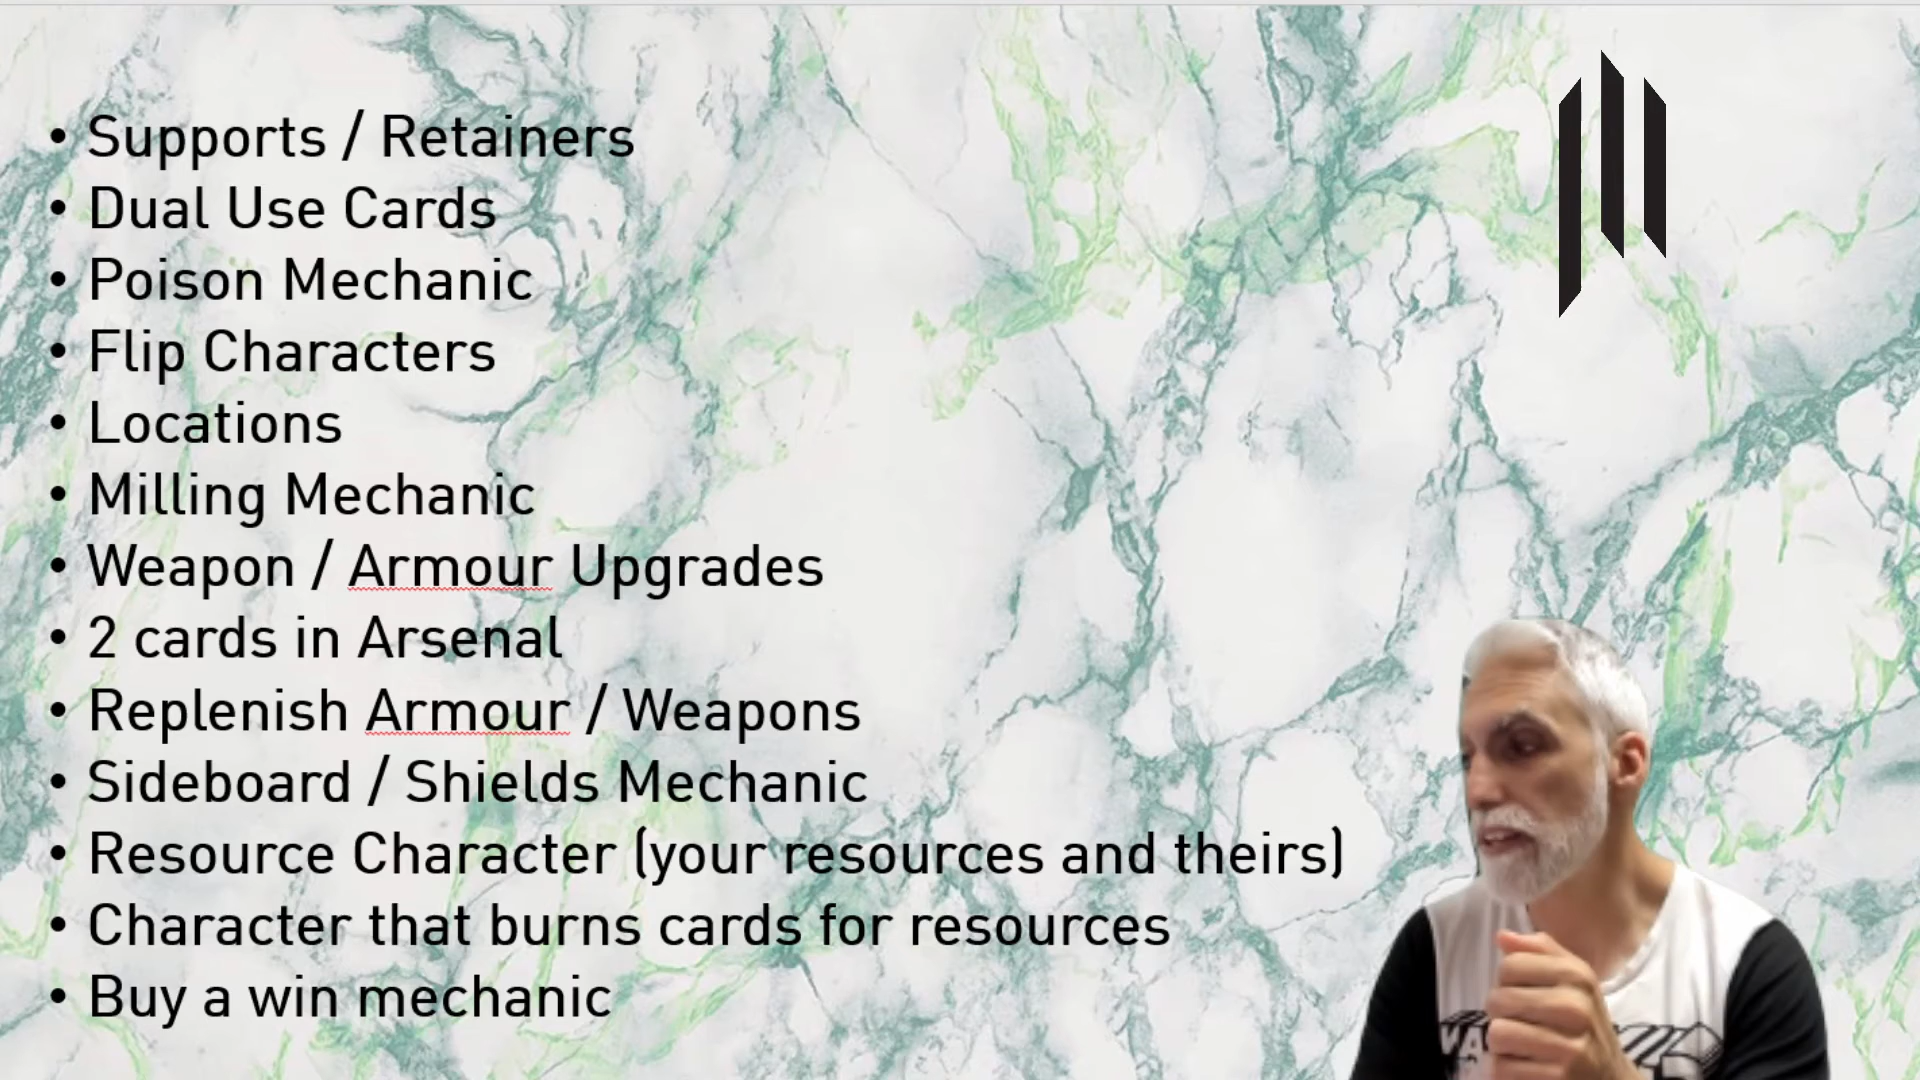 • Supports / Retainers
• Dual Use Cards
• Poison Mechanic
• Flip Characters
• Locations
• Milling Mechanic
• Weapon / Armour Upgrades
• 2 cards in Arsenal
• Replenish Armour / Weapons
• Sideboard / Shields Mechanic
• Resource Character (your resources and theirs)
• Character that burns cards for resources
• Buy a win mechanic